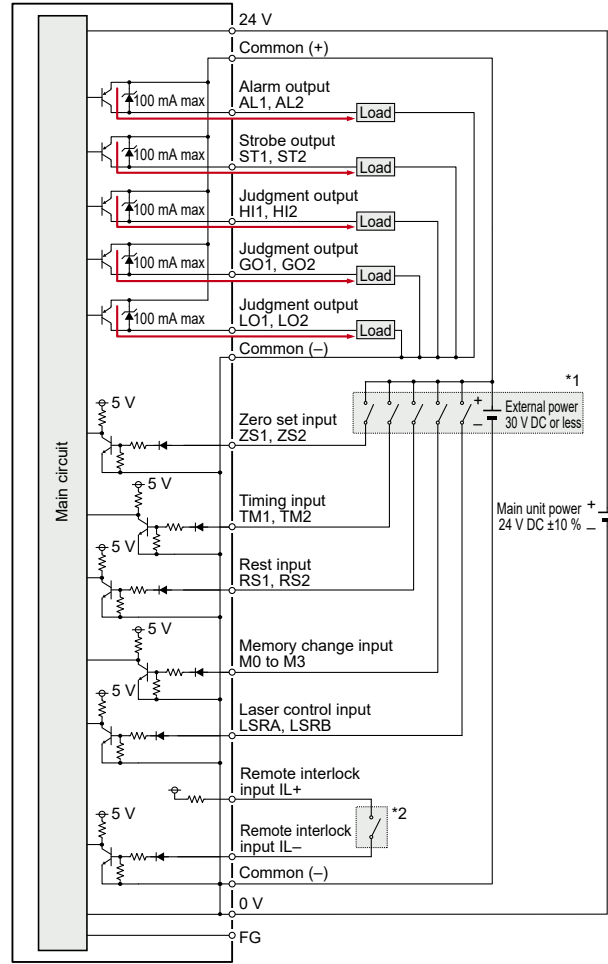 24 V
Common (+)
Alarm output
AL1, AL2
100 mA max
Load
Strobe output
ST1, ST2
100 mA max
Load
Judgment output
HI1, HI2
100 mA max
Load
Judgment output
GO1, GO2
100 mA max
Load
Judgment output
LO1, LO2
100 mA max
Load
Common (–)
*1
+
External power
–
30 V DC or less
5 V
Zero set input
ZS1, ZS2
Main circuit
5 V
Timing input
TM1, TM2
Main unit power +
24 V DC ±10 % –
5 V
Rest input
RS1, RS2
5 V
Memory change input
M0 to M3
5 V
Laser control input
LSRA, LSRB
Remote interlock
input IL+
*2
5 V
Remote interlock
input IL–
Common (–)
0 V
FG